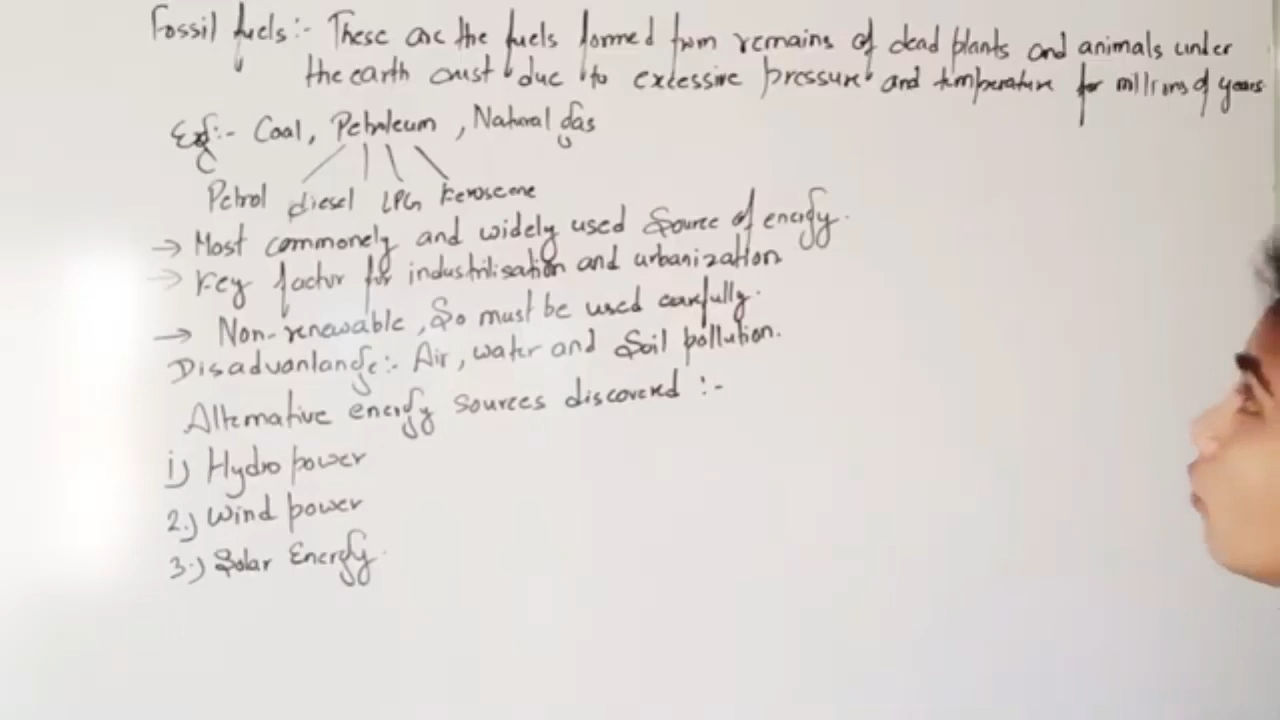 Fossil fuels :- These are the fuels formed from remains of dead plants and animals under
the earth crust due to excessive pressure and temperature for millions of years
Eg :- Coal, Petroleum, Natural Gas
Petrol diesel LPG Keroscene
→ Most commonely and widely used source of energy.
→ Key factor for industrilisation and urbanization
→ Non-renewable, So must be used carefully.
Disadvantage :- Air, water and Soil pollution.
Alternative energy sources discovered :-
1) Hydro power
2.) Wind power
3.) Solar Energy.